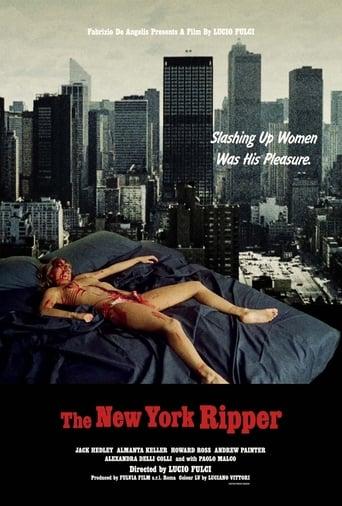 Fabrizio De Angelis Presents A Film By LUCIO FULCI
Slashing Up Women
Was His Pleasure.
The New York Ripper
JACK HEDLEY ALMANTA KELLER HOWARD ROSS ANDREW PAINTER
ALEXANDRA DELLI COLLI and with PAOLO MALCO
Directed by LUCIO FULCI
Produced by FULVIA FILM s.r.l. Roma Colour LV by LUCIANO VITTORI